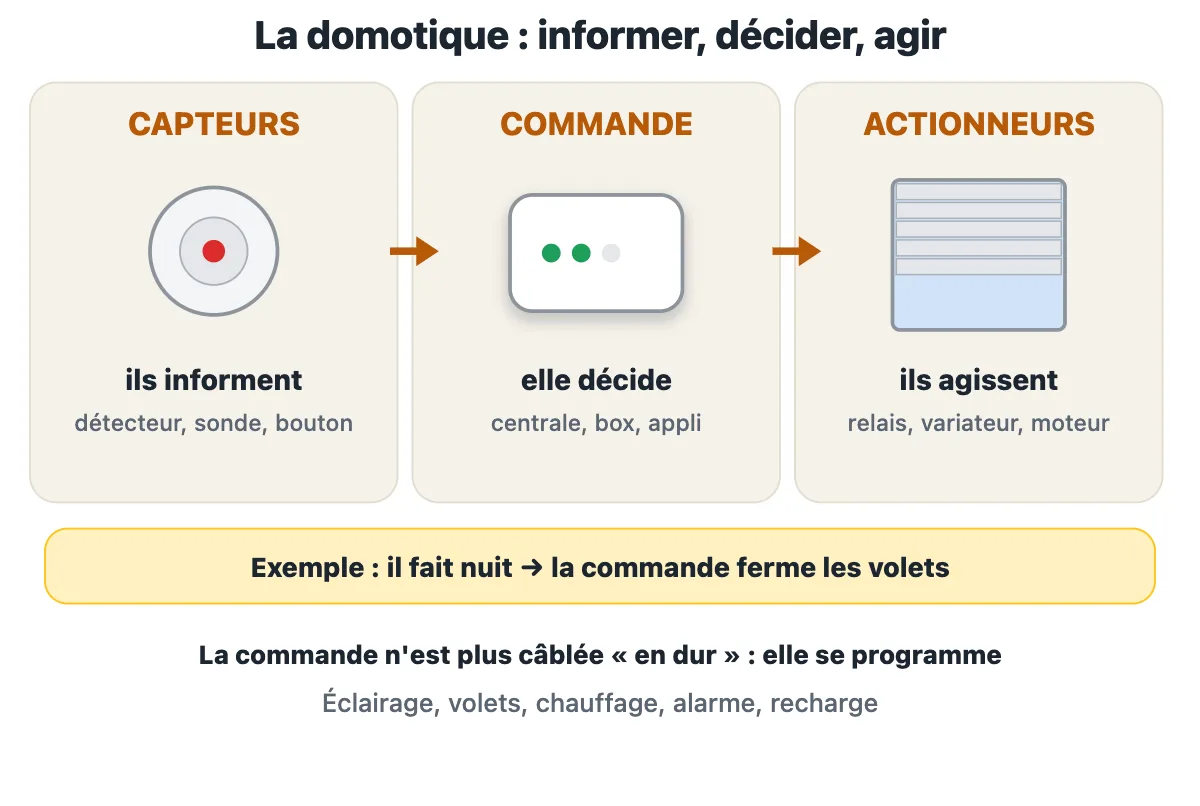 La domotique : informer, décider, agir
CAPTEURS
ils informent
détecteur, sonde, bouton
COMMANDE
elle décide
centrale, box, appli
ACTIONNEURS
ils agissent
relais, variateur, moteur
Exemple : il fait nuit → la commande ferme les volets
La commande n'est plus câblée « en dur » : elle se programme
Éclairage, volets, chauffage, alarme, recharge